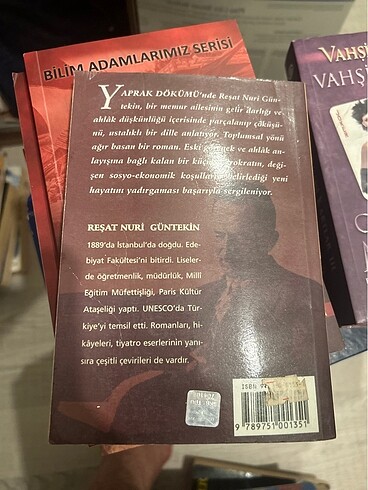 BİLİM ADAMLARIMIZ SERİSİ
VAHŞİ
VAHŞİ
YAPRAK DÖKÜMÜ'nde Reşat Nuri Gün-
tekin, bir memur ailesinin gelir darlığı ve
ahlâk düşkünlüğü içerisinde parçalanıp çöküşü-
nü, ustalıklı bir dille anlatıyor. Toplumsal yönü
ağır basan bir roman. Eski görenek ve ahlâk an-
layışına bağlı kalan bir küçük bürokratın, deği-
şen sosyo-ekonomik koşulların belirlediği yeni
hayatını yadırgaması başarıyla sergileniyor.
REŞAT NURİ GÜNTEKİN
1889'da İstanbul'da doğdu. Ede-
biyat Fakültesi'ni bitirdi. Liseler-
de öğretmenlik, müdürlük, Millî
Eğitim Müfettişliği, Paris Kültür
Ataşeliği yaptı. UNESCO'da Tür-
kiye'yi temsil etti. Romanları, hi-
kâyeleri, tiyatro eserlerinin yanı-
sıra çeşitli çevirileri de vardır.
ISBN
9 789751 001351